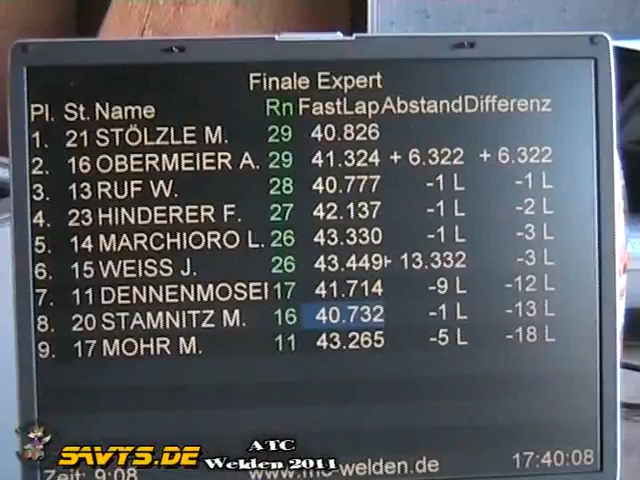 Finale Expert
Pl. St. Name Rn FastLap Abstand Differenz
1. 21 STÖLZLE M. 29 40.826
2. 16 OBERMEIER A. 29 41.324 + 6.322 + 6.322
3. 13 RUF W. 28 40.777 -1 L -1 L
4. 23 HINDERER F. 27 42.137 -1 L -2 L
5. 14 MARCHIORO L. 26 43.330 -1 L -3 L
6. 15 WEISS J. 26 43.449 + 13.332 -3 L
7. 11 DENNENMOSEI 17 41.714 -9 L -12 L
8. 20 STAMNITZ M. 16 40.732 -1 L -13 L
9. 17 MOHR M. 11 43.265 -5 L -18 L
SAVTS.DE ATC
Welden 2011
Zeit: 9:08 www.mc-welden.de 17:40:08